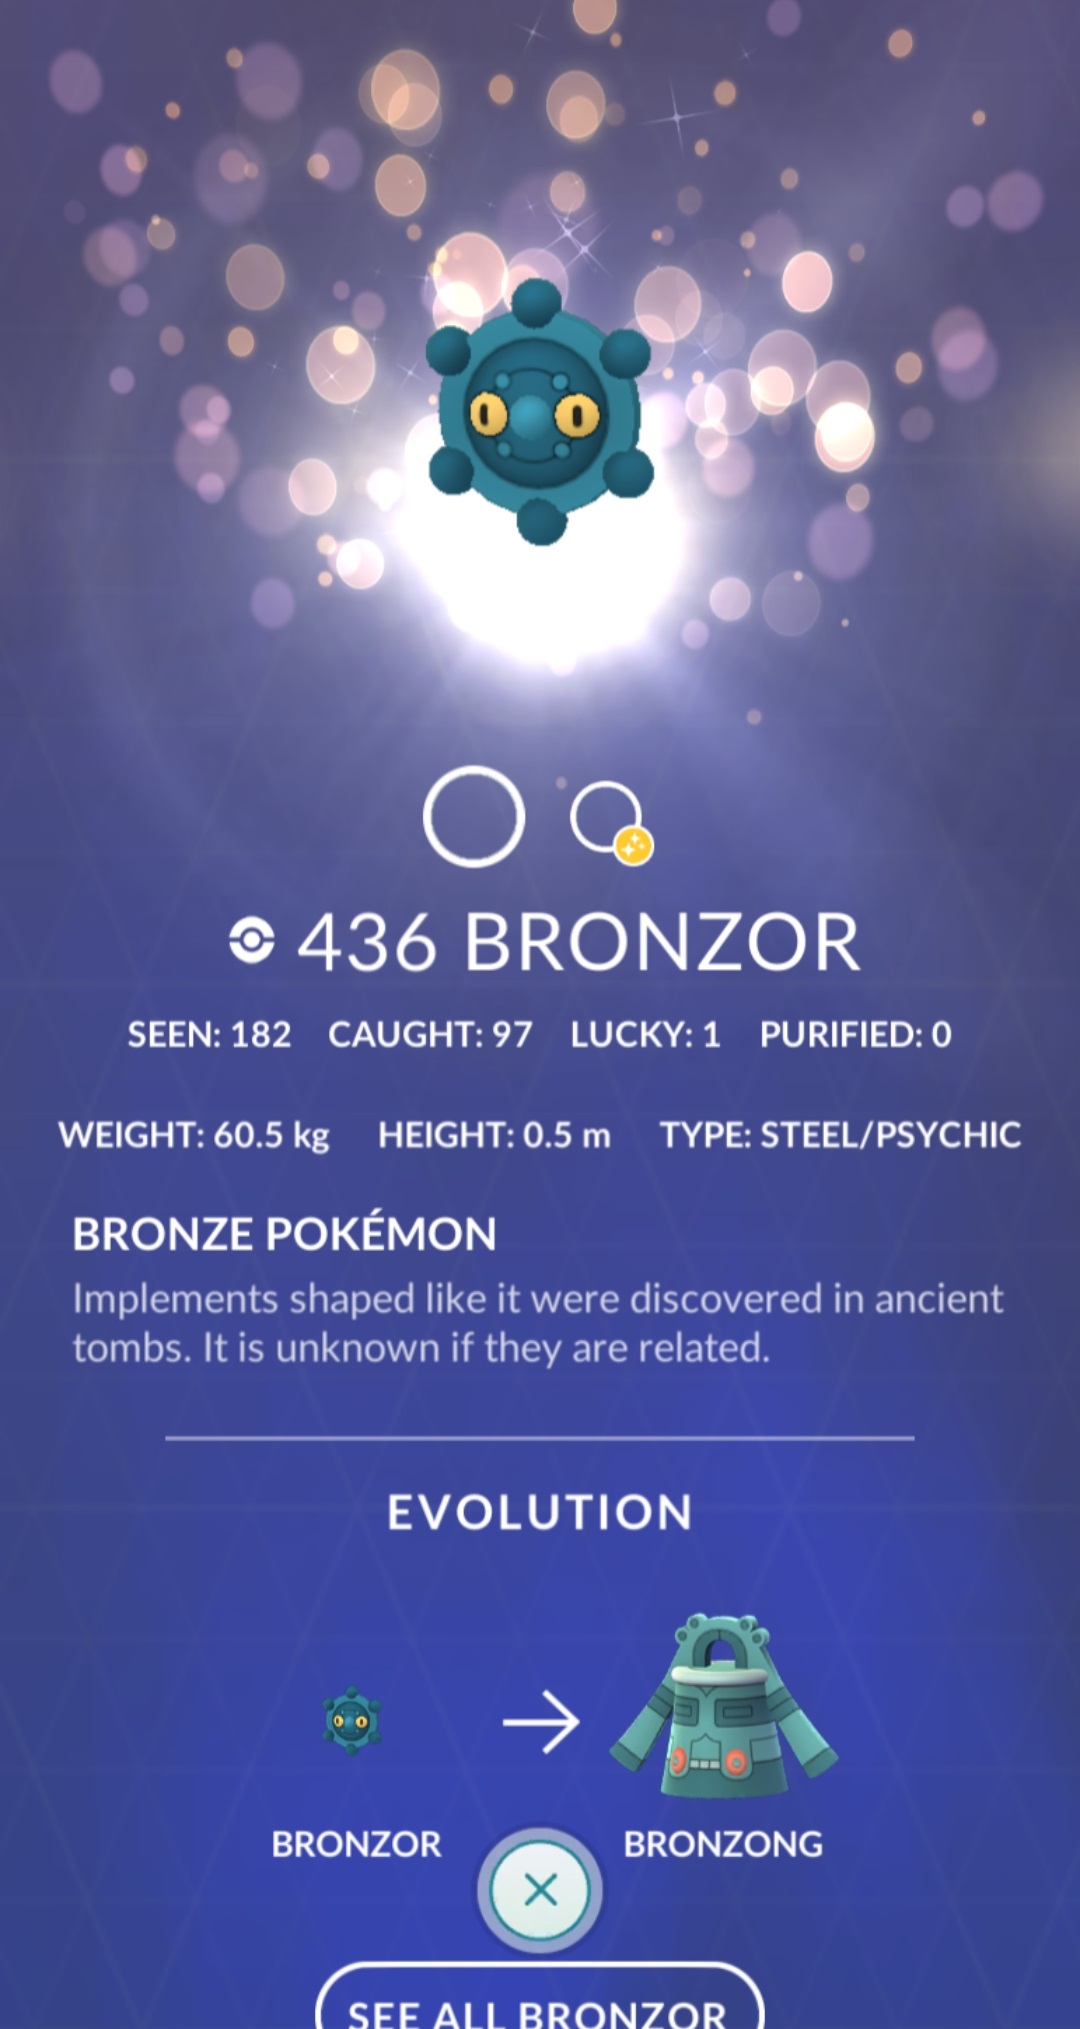 436 BRONZOR
SEEN: 182 CAUGHT: 97 LUCKY: 1 PURIFIED: 0
WEIGHT: 60.5 kg HEIGHT: 0.5 m TYPE: STEEL/PSYCHIC
BRONZE POKÉMON
Implements shaped like it were discovered in ancient
tombs. It is unknown if they are related.
EVOLUTION
BRONZOR BRONZONG
SEE ALL BRONZOR